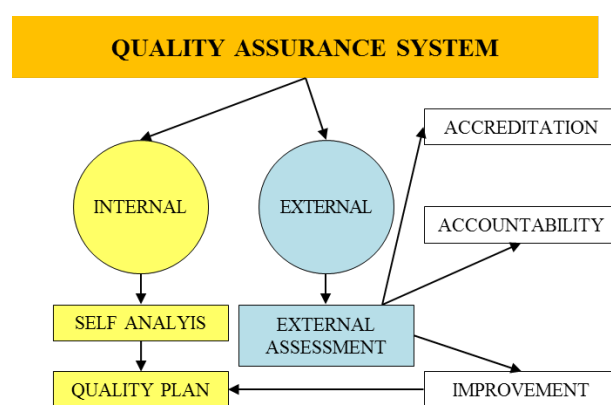 QUALITY ASSURANCE SYSTEM
ACCREDITATION
INTERNAL
EXTERNAL
ACCOUNTABILITY
SELF ANALYIS
EXTERNAL
ASSESSMENT
QUALITY PLAN
IMPROVEMENT